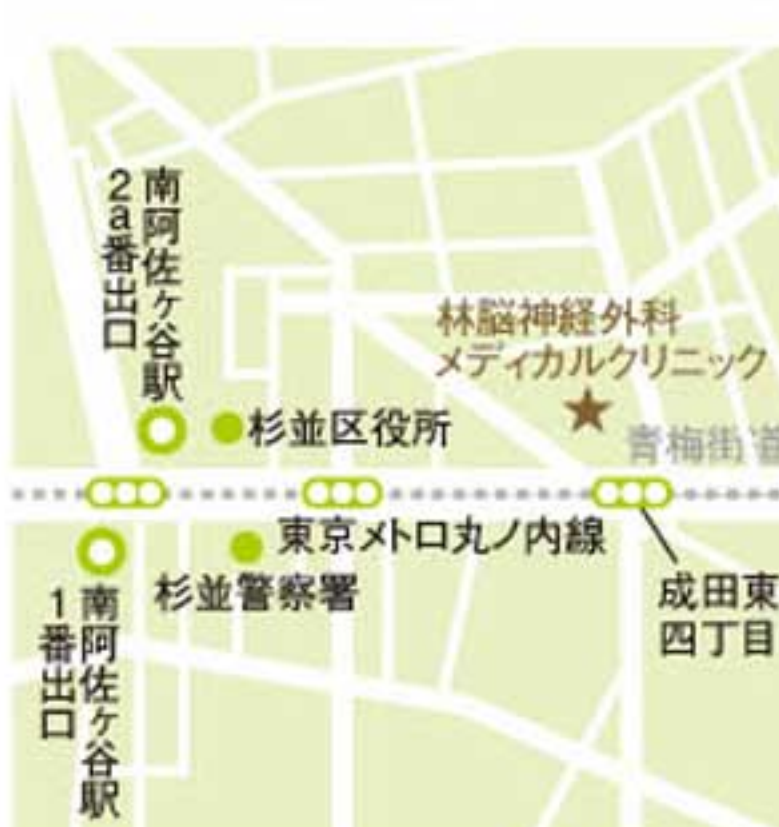 南阿佐ヶ谷駅
2a番出口
林脳神経外科
メディカルクリニック
杉並区役所
青梅街道
東京メトロ丸ノ内線
杉並警察署
成田東
四丁目
南阿佐ヶ谷駅
1番出口